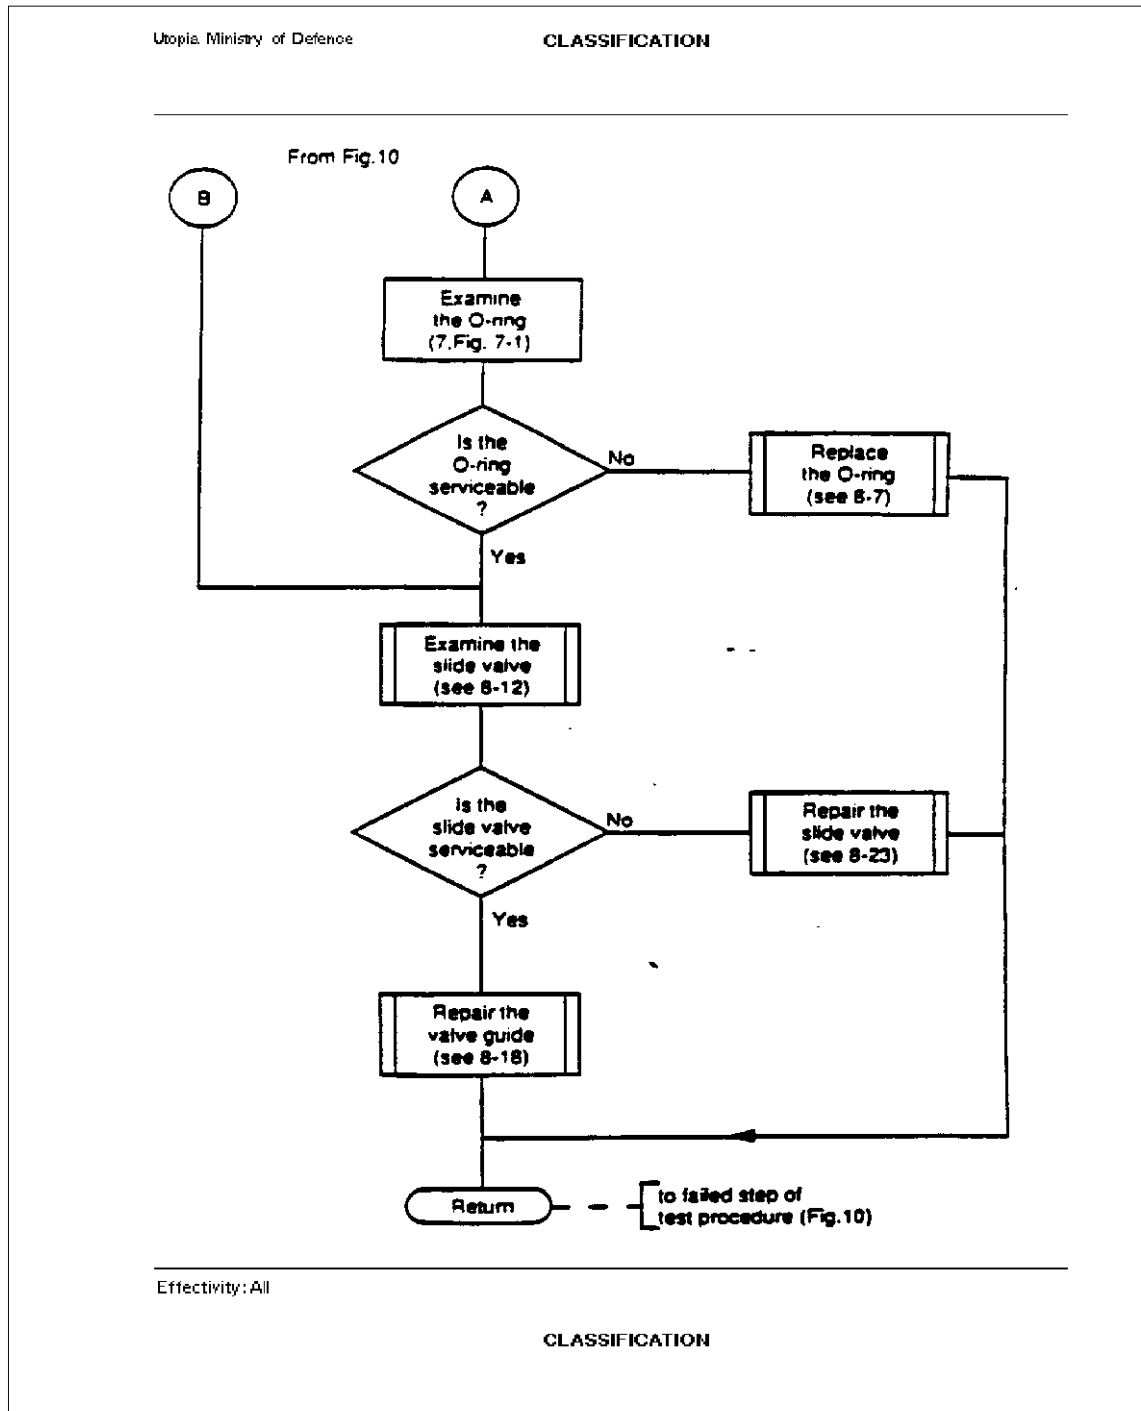 Utopia Ministry of Defence
CLASSIFICATION
From Fig.10
B
A
Examine
the O-ring
(7.Fig. 7-1)
Is the
O-ring
serviceable
?
No
Replace
the O-ring
(see 8-7)
Yes
Examine the
slide valve
(see 8-12)
Is the
slide valve
serviceable
?
No
Repair the
slide valve
(see 8-23)
Yes
Repair the
valve guide
(see 8-18)
Return
to failed step of
test procedure (Fig.10)
Effectivity: All
CLASSIFICATION